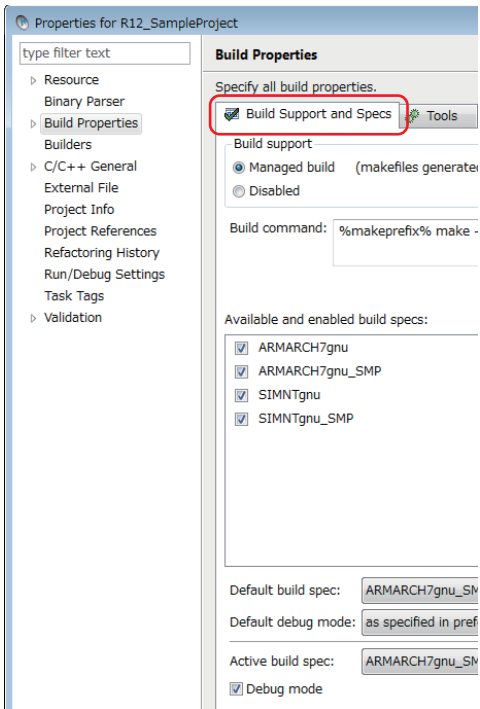 Properties for R12_SampleProject
type filter text
Resource
Binary Parser
Build Properties
Builders
C/C++ General
External File
Project Info
Project References
Refactoring History
Run/Debug Settings
Task Tags
Validation
Build Properties
Specify all build properties.
Build Support and Specs
Tools
Build support
Managed build (makefiles generated
Disabled
Build command: %makeprefix% make -
Available and enabled build specs:
ARMARCH7gnu
ARMARCH7gnu_SMP
SIMNTgnu
SIMNTgnu_SMP
Default build spec: ARMARCH7gnu_SM
Default debug mode: as specified in pref
Active build spec: ARMARCH7gnu_SM
Debug mode